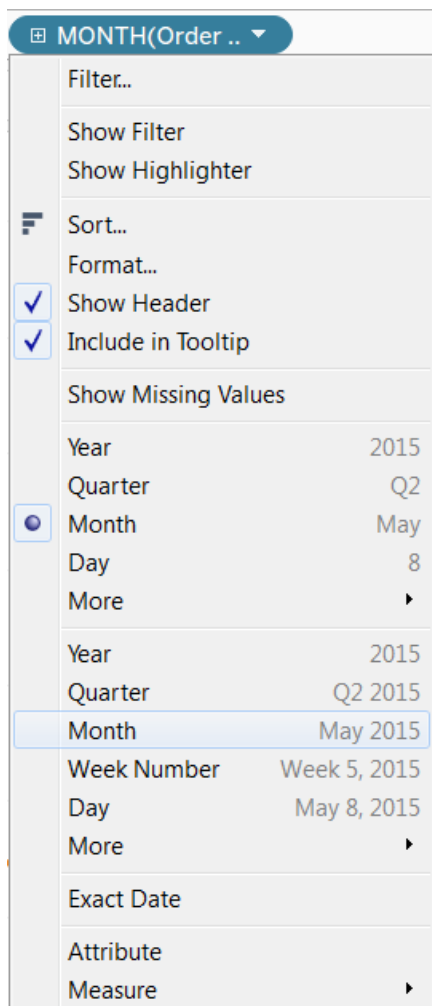 MONTH(Order ..
Filter...
Show Filter
Show Highlighter
Sort...
Format...
Show Header
Include in Tooltip
Show Missing Values
Year 2015
Quarter Q2
Month May
Day 8
More
Year 2015
Quarter Q2 2015
Month May 2015
Week Number Week 5, 2015
Day May 8, 2015
More
Exact Date
Attribute
Measure